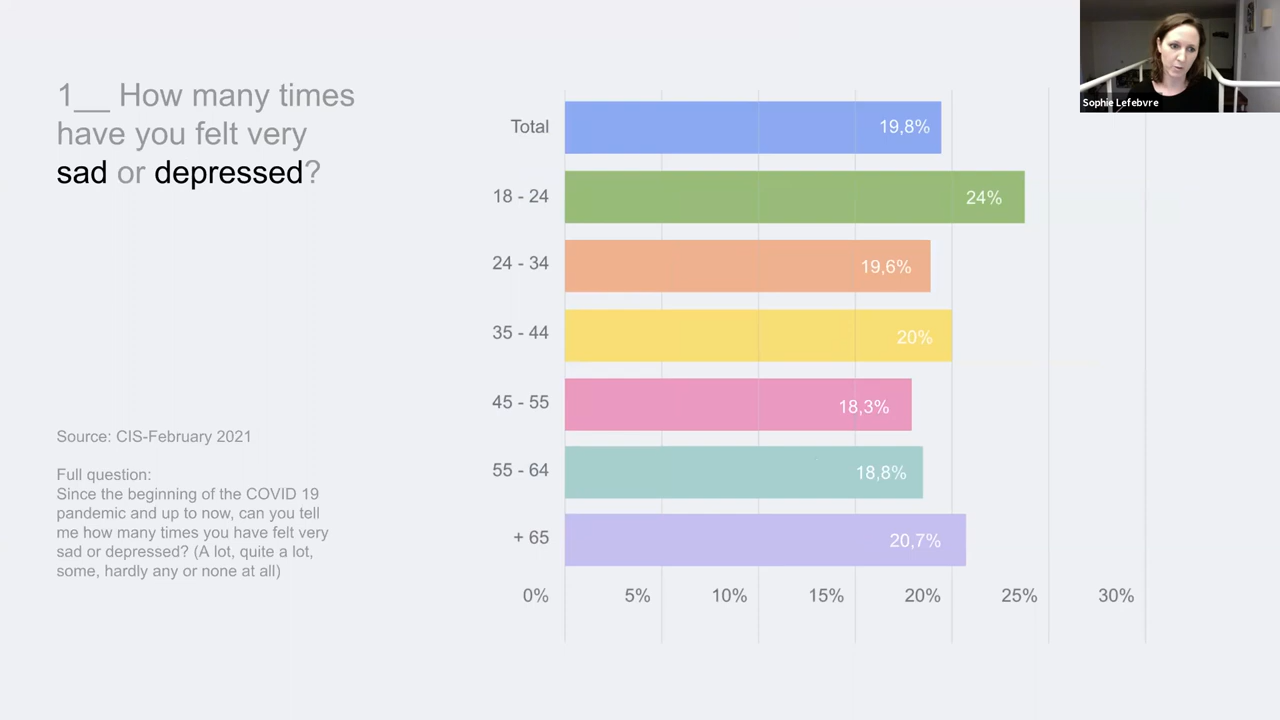 1__ How many times
have you felt very
sad or depressed?
Source: CIS-February 2021
Full question:
Since the beginning of the COVID 19
pandemic and up to now, can you tell
me how many times you have felt very
sad or depressed? (A lot, quite a lot,
some, hardly any or none at all)
Total 19,8%
18 - 24 24%
24 - 34 19,6%
35 - 44 20%
45 - 55 18,3%
55 - 64 18,8%
+ 65 20,7%
0% 5% 10% 15% 20% 25% 30%
Sophie Lefebvre